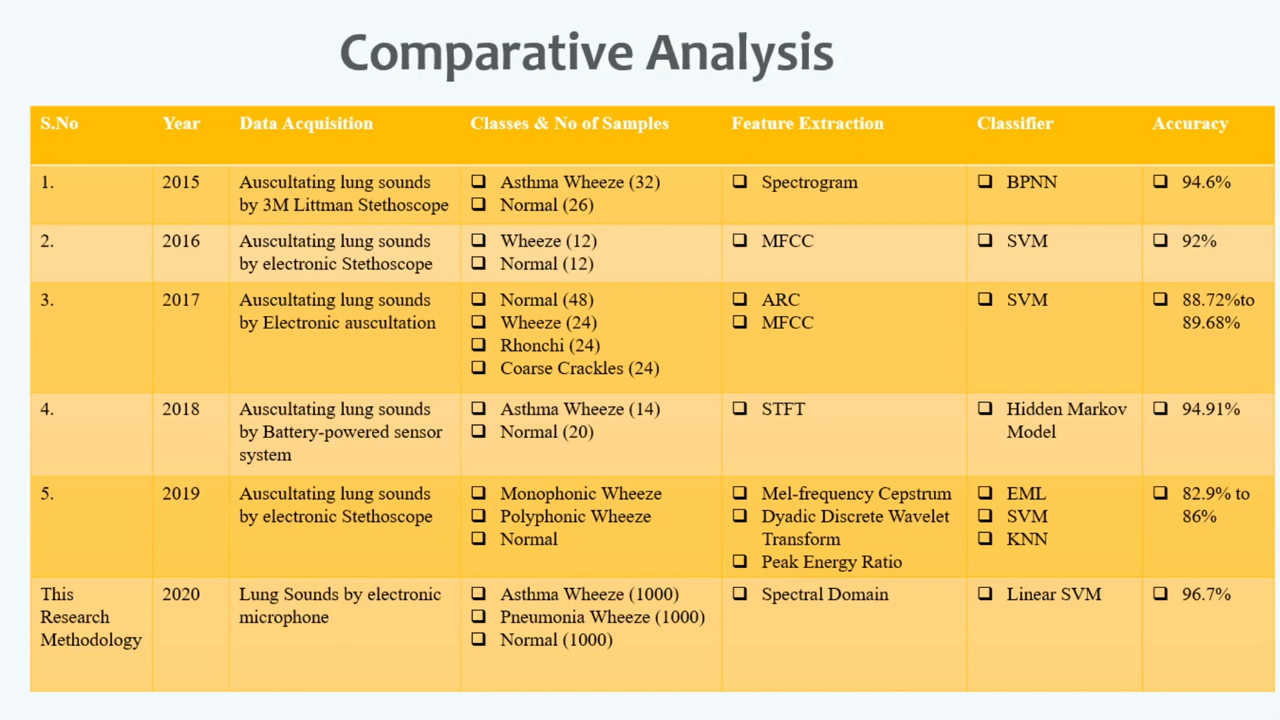 Comparative Analysis
S.No Year Data Acquisition Classes & No of Samples Feature Extraction Classifier Accuracy
1. 2015 Auscultating lung sounds ❑ Asthma Wheeze (32) ❑ Spectrogram ❑ BPNN ❑ 94.6%
by 3M Littman Stethoscope ❑ Normal (26)
2. 2016 Auscultating lung sounds ❑ Wheeze (12) ❑ MFCC ❑ SVM ❑ 92%
by electronic Stethoscope ❑ Normal (12)
3. 2017 Auscultating lung sounds ❑ Normal (48) ❑ ARC ❑ SVM ❑ 88.72%to
by Electronic auscultation ❑ Wheeze (24) ❑ MFCC 89.68%
❑ Rhonchi (24)
❑ Coarse Crackles (24)
4. 2018 Auscultating lung sounds ❑ Asthma Wheeze (14) ❑ STFT ❑ Hidden Markov ❑ 94.91%
by Battery-powered sensor ❑ Normal (20) Model
system
5. 2019 Auscultating lung sounds ❑ Monophonic Wheeze ❑ Mel-frequency Cepstrum ❑ EML ❑ 82.9% to
by electronic Stethoscope ❑ Polyphonic Wheeze ❑ Dyadic Discrete Wavelet ❑ SVM 86%
❑ Normal Transform ❑ KNN
❑ Peak Energy Ratio
This 2020 Lung Sounds by electronic ❑ Asthma Wheeze (1000) ❑ Spectral Domain ❑ Linear SVM ❑ 96.7%
Research microphone ❑ Pneumonia Wheeze (1000)
Methodology ❑ Normal (1000)